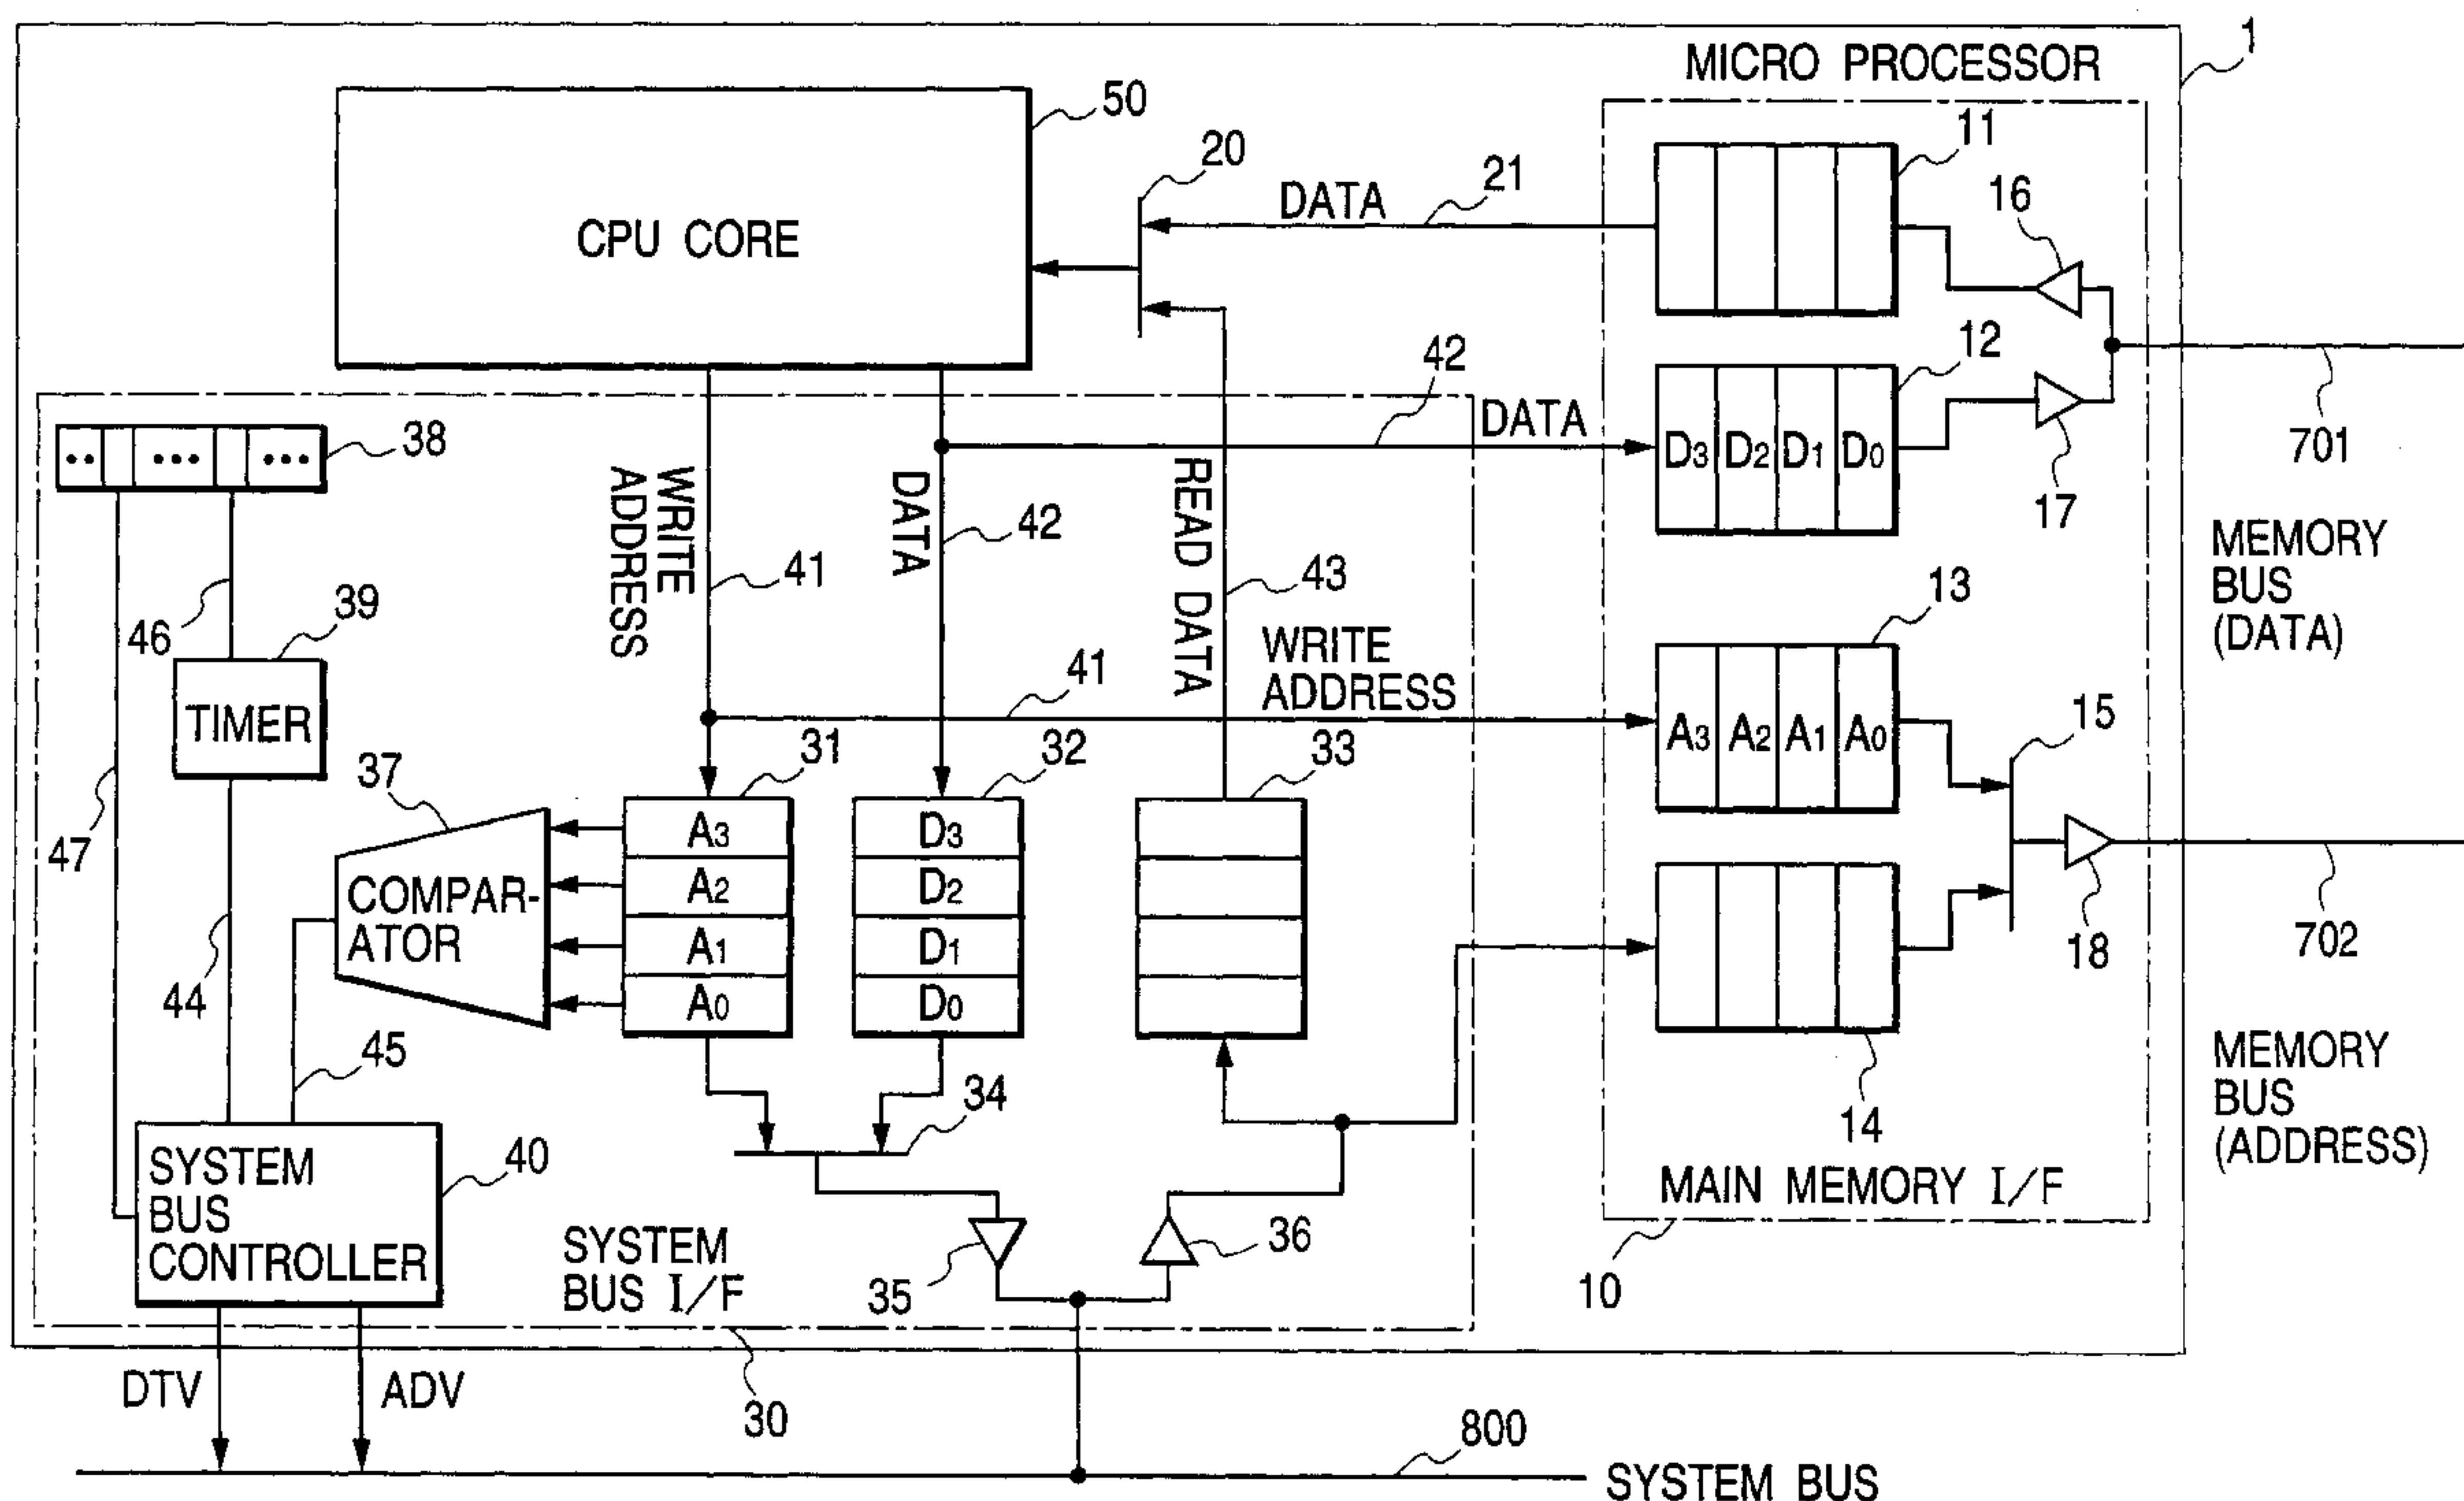 1
MICRO PROCESSOR
50
CPU CORE
20
DATA
21
11
16
12
42
DATA
38
D3 D2 D1 D0
17
701
MEMORY
BUS
(DATA)
WRITE
ADDRESS
DATA
42
READ DATA
41
43
46
39
TIMER
WRITE
ADDRESS
41
13
A3 A2 A1 A0
15
47
37
31
32
33
COMPAR-
ATOR
A3
A2
A1
A0
D3
D2
D1
D0
18
702
44
45
14
MEMORY
BUS
(ADDRESS)
34
SYSTEM
BUS
CONTROLLER
40
MAIN MEMORY I/F
SYSTEM
BUS I/F
35
36
10
DTV
ADV
30
800
SYSTEM BUS